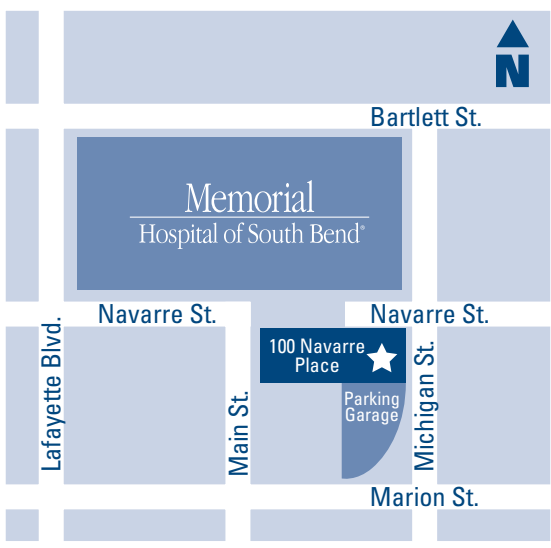 N
Bartlett St.
Memorial
Hospital of South Bend®
Navarre St.
Navarre St.
Lafayette Blvd.
Main St.
100 Navarre
Place
Michigan St.
Parking
Garage
Marion St.